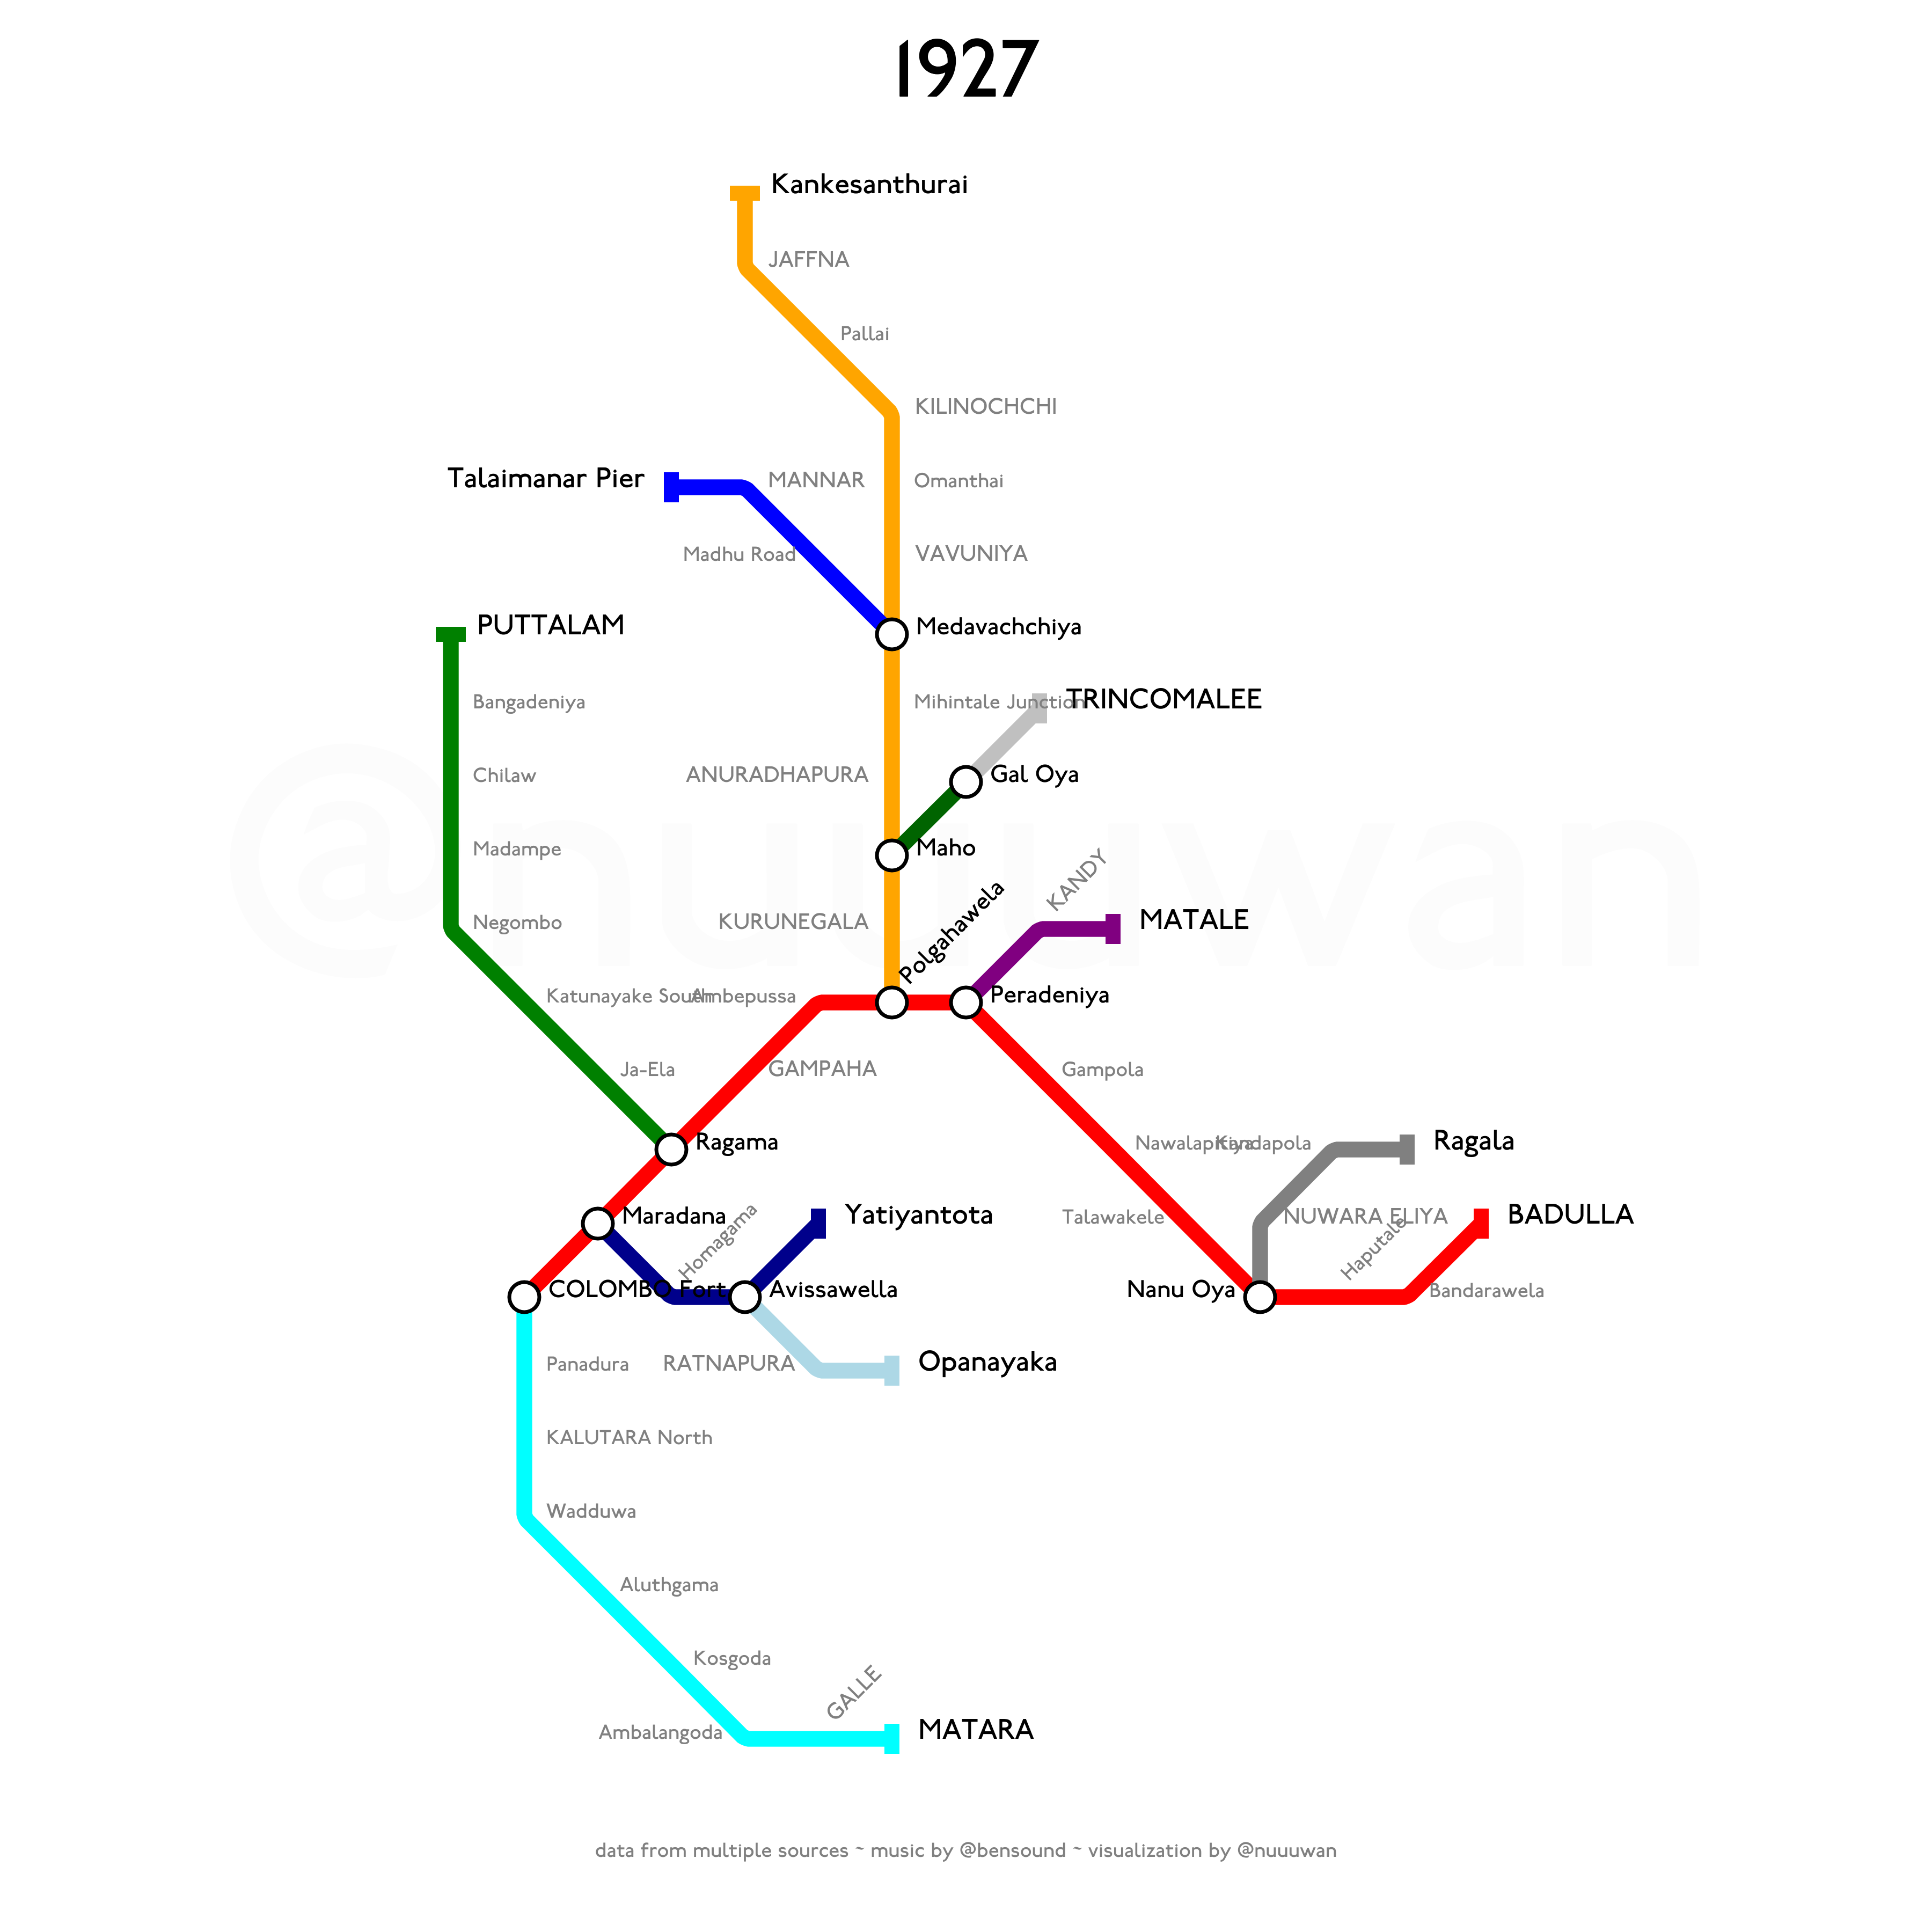 1927
Kankesanthurai
JAFFNA
Pallai
KILINOCHCHI
Talaimanar Pier
MANNAR
Omanthai
Madhu Road
VAVUNIYA
PUTTALAM
Medavachchiya
Bangadeniya
Mihintale Junction
TRINCOMALEE
Chilaw
ANURADHAPURA
Gal Oya
Madampe
Maho
KANDY
@nuuuwan
Negombo
KURUNEGALA
Polgahawela
MATALE
Katunayake South
Ambepussa
Peradeniya
Ja-Ela
GAMPAHA
Gampola
Ragama
Nawalapitiya
Kandapola
Ragala
Maradana
Homagama
Yatiyantota
Talawakele
NUWARA ELIYA
Haputale
BADULLA
COLOMBO Fort
Avissawella
Nanu Oya
Bandarawela
Panadura
RATNAPURA
Opanayaka
KALUTARA North
Wadduwa
Aluthgama
Kosgoda
GALLE
Ambalangoda
MATARA
data from multiple sources ~ music by @bensound ~ visualization by @nuuuwan